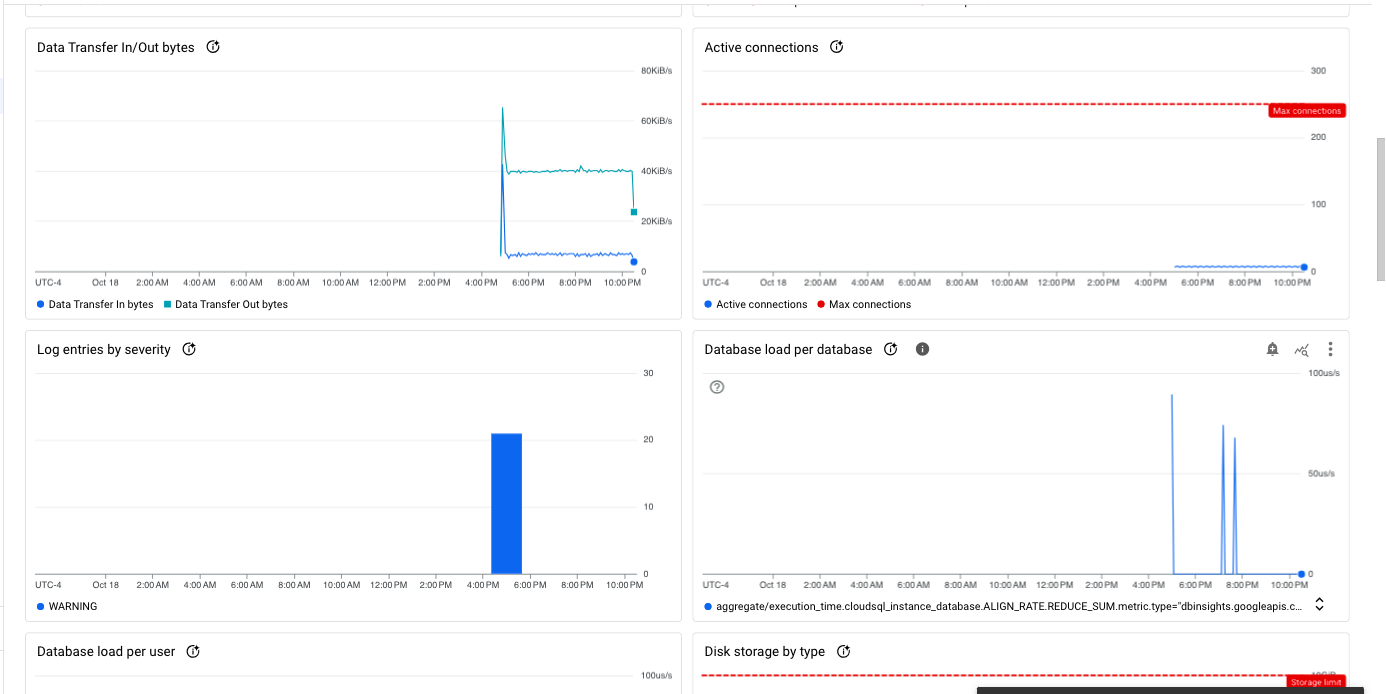 Data Transfer In/Out bytes
80KiB/s
60KiB/s
40KiB/s
20KiB/s
0
UTC-4 Oct 18 2:00 AM 4:00 AM 6:00 AM 8:00 AM 10:00 AM 12:00 PM 2:00 PM 4:00 PM 6:00 PM 8:00 PM 10:00 PM
Data Transfer In bytes Data Transfer Out bytes
Active connections
300
Max connections
200
100
0
UTC-4 Oct 18 2:00 AM 4:00 AM 6:00 AM 8:00 AM 10:00 AM 12:00 PM 2:00 PM 4:00 PM 6:00 PM 8:00 PM 10:00 PM
Active connections Max connections
Log entries by severity
30
20
10
0
UTC-4 Oct 18 2:00 AM 4:00 AM 6:00 AM 8:00 AM 10:00 AM 12:00 PM 2:00 PM 4:00 PM 6:00 PM 8:00 PM 10:00 PM
WARNING
Database load per database
100us/s
50us/s
0
UTC-4 Oct 18 2:00 AM 4:00 AM 6:00 AM 8:00 AM 10:00 AM 12:00 PM 2:00 PM 4:00 PM 6:00 PM 8:00 PM 10:00 PM
aggregate/execution_time.cloudsql_instance_database.ALIGN_RATE.REDUCE_SUM.metric.type="dbinsights.googleapis.c...
Database load per user
100us/s
Disk storage by type
Storage limit